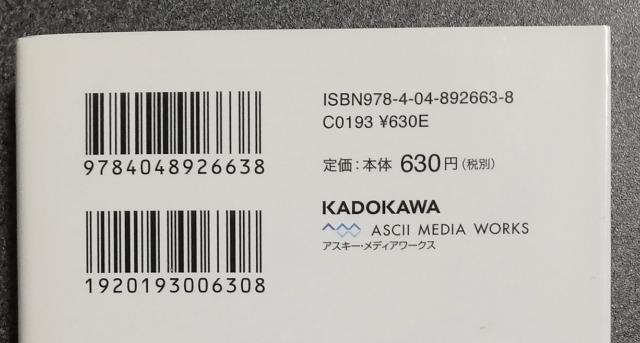 9784048926638
1920193006308
ISBN978-4-04-892663-8
C0193 ¥630E
定価：本体 630円（税別）
KADOKAWA
ASCII MEDIA WORKS
アスキー・メディアワークス